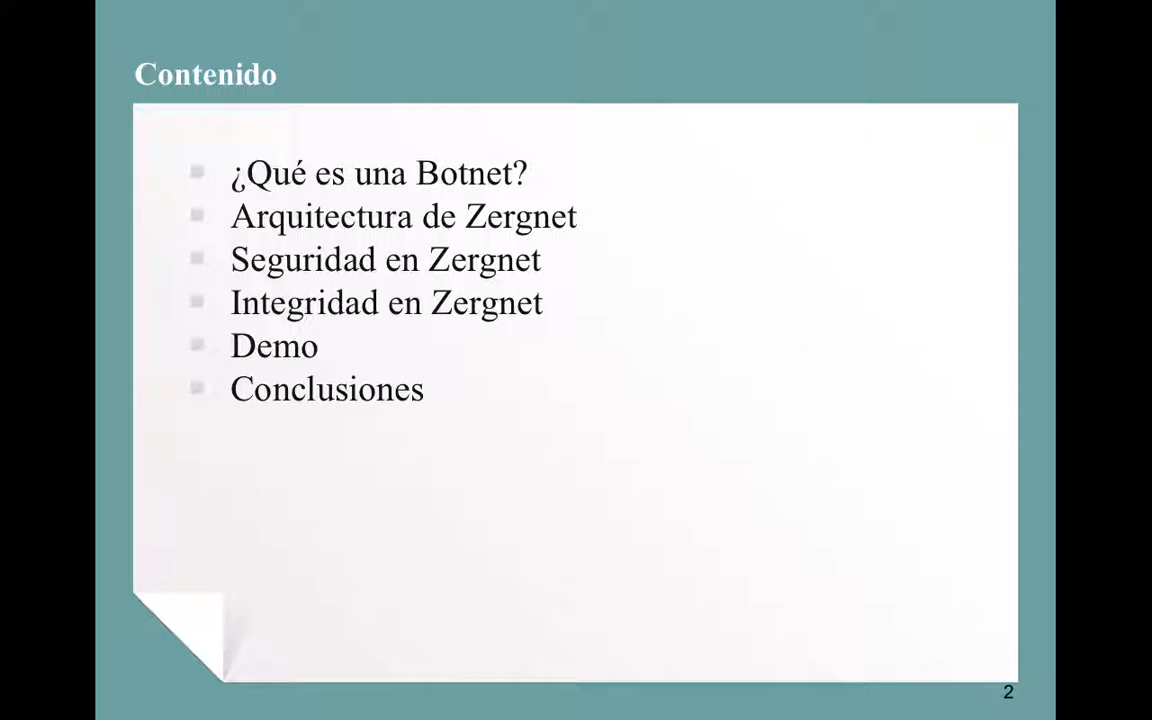 Contenido
¿Qué es una Botnet?
Arquitectura de Zergnet
Seguridad en Zergnet
Integridad en Zergnet
Demo
Conclusiones
2